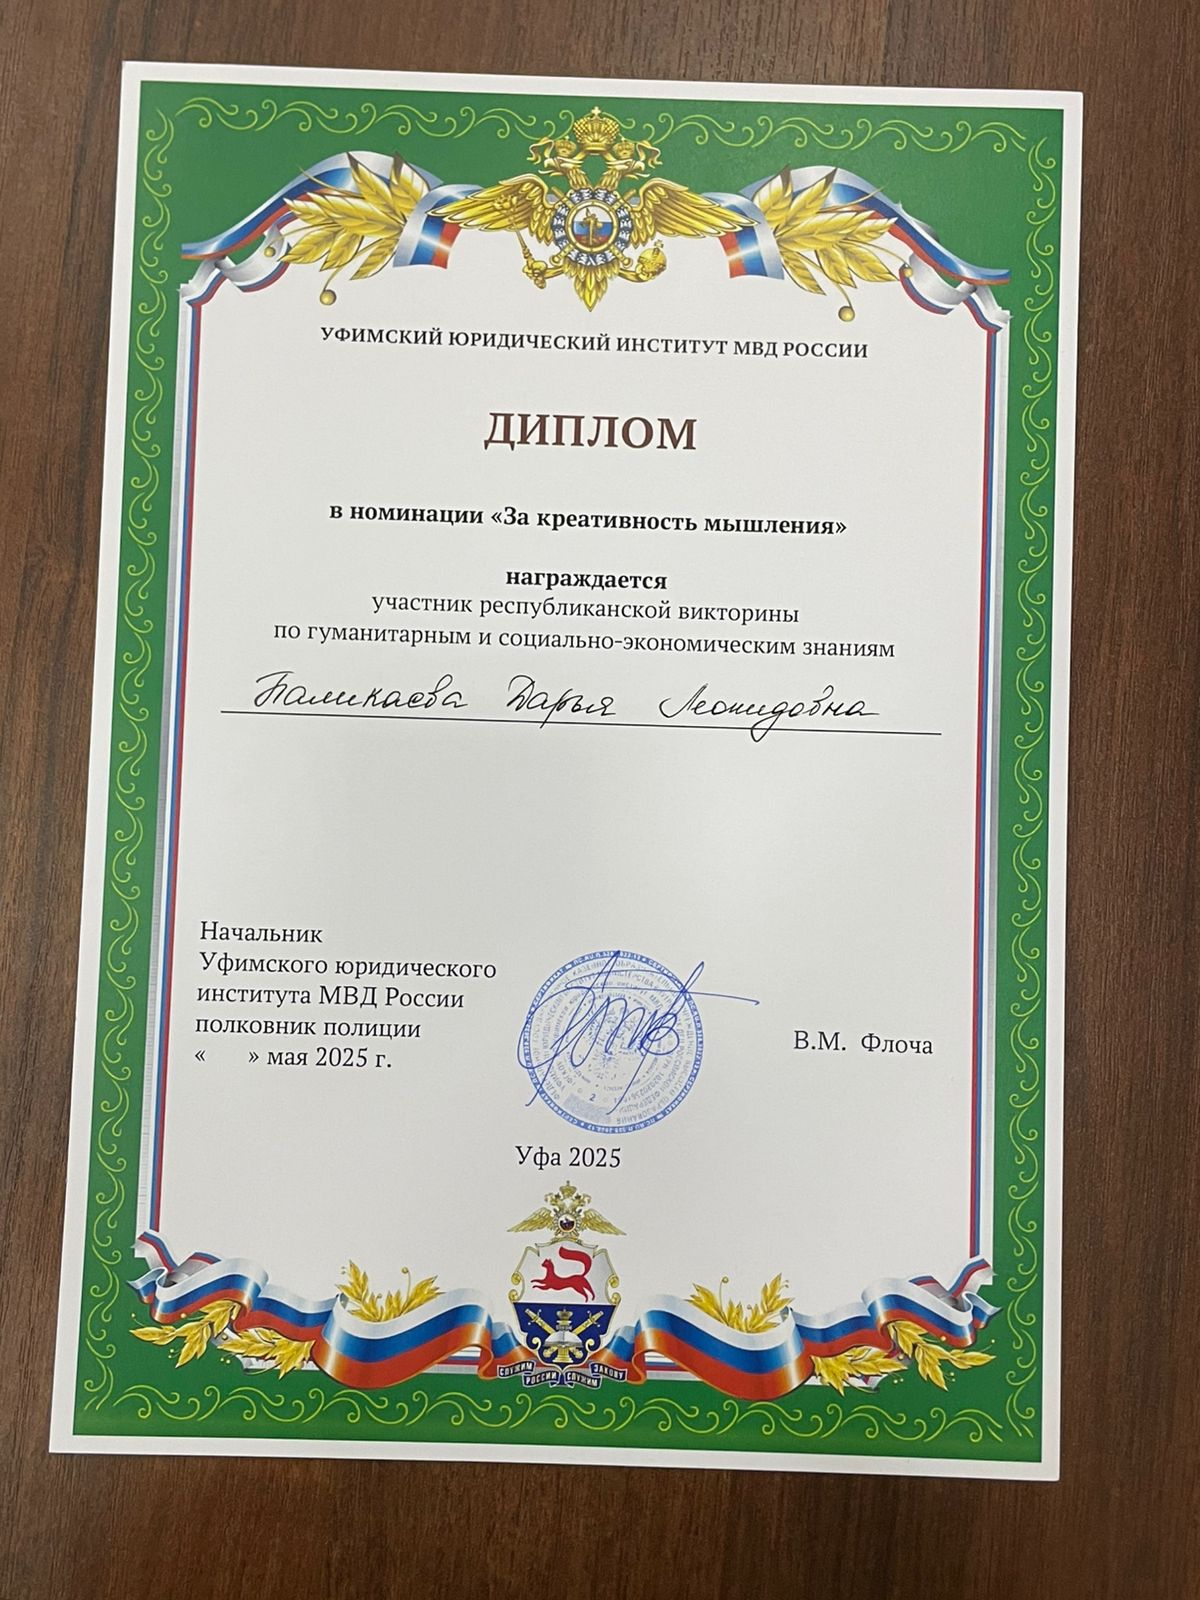 УФИМСКИЙ ЮРИДИЧЕСКИЙ ИНСТИТУТ МВД РОССИИ
ДИПЛОМ
в номинации «За креативность мышления»
награждается
участник республиканской викторины
по гуманитарным и социально-экономическим знаниям
Паликаева Дарья Леонидовна
Начальник
Уфимского юридического
института МВД России
полковник полиции
«      » мая 2025 г.
В.М. Флоча
Уфа 2025
СЛУЖИМ РОССИИ СЛУЖИМ ЗАКОНУ